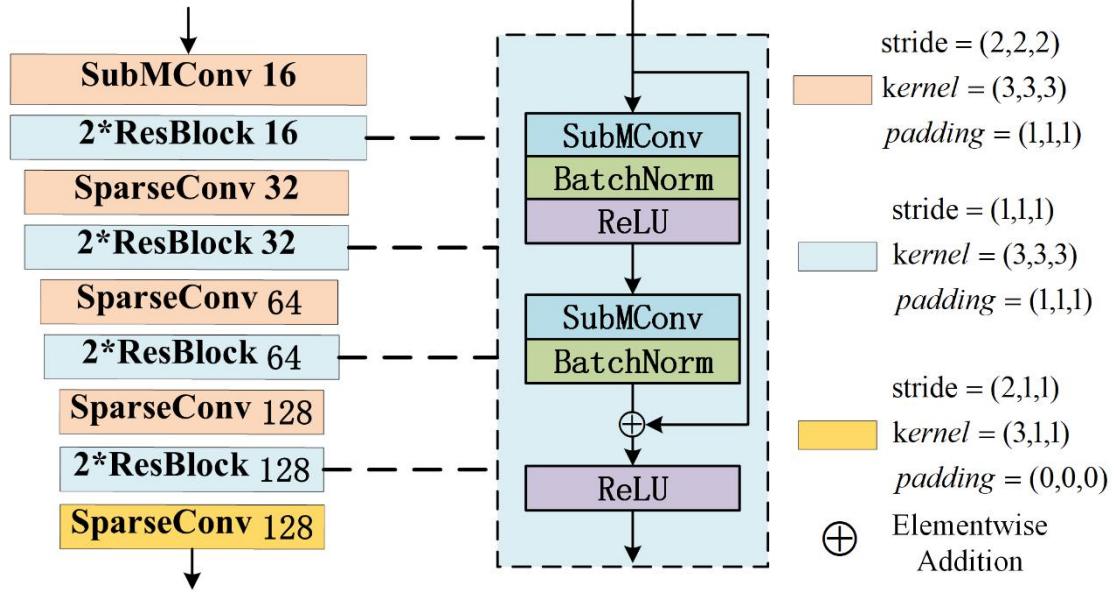 SubMConv 16
2*ResBlock 16
SparseConv 32
2*ResBlock 32
SparseConv 64
2*ResBlock 64
SparseConv 128
2*ResBlock 128
SparseConv 128
SubMConv
BatchNorm
ReLU
SubMConv
BatchNorm
ReLU
stride = (2,2,2)
kernel = (3,3,3)
padding = (1,1,1)
stride = (1,1,1)
kernel = (3,3,3)
padding = (1,1,1)
stride = (2,1,1)
kernel = (3,1,1)
padding = (0,0,0)
Elementwise
Addition